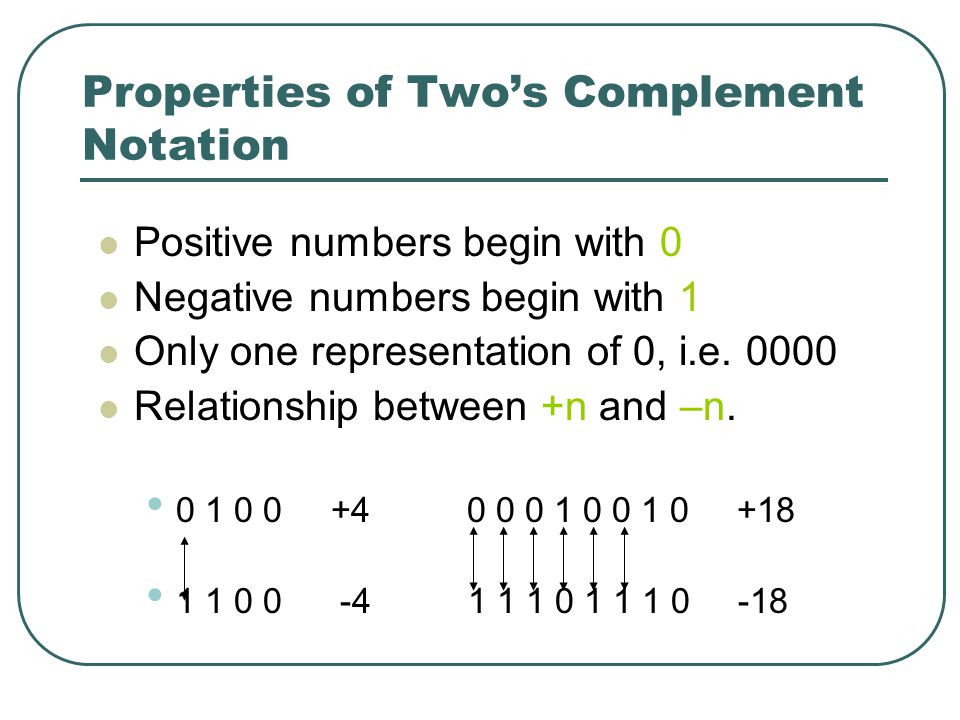 Properties of Two’s Complement
Notation
Positive numbers begin with 0
Negative numbers begin with 1
Only one representation of 0, i.e. 0000
Relationship between +n and –n.
0 1 0 0 +4 0 0 0 1 0 0 1 0 +18
1 1 0 0 -4 1 1 1 0 1 1 1 0 -18